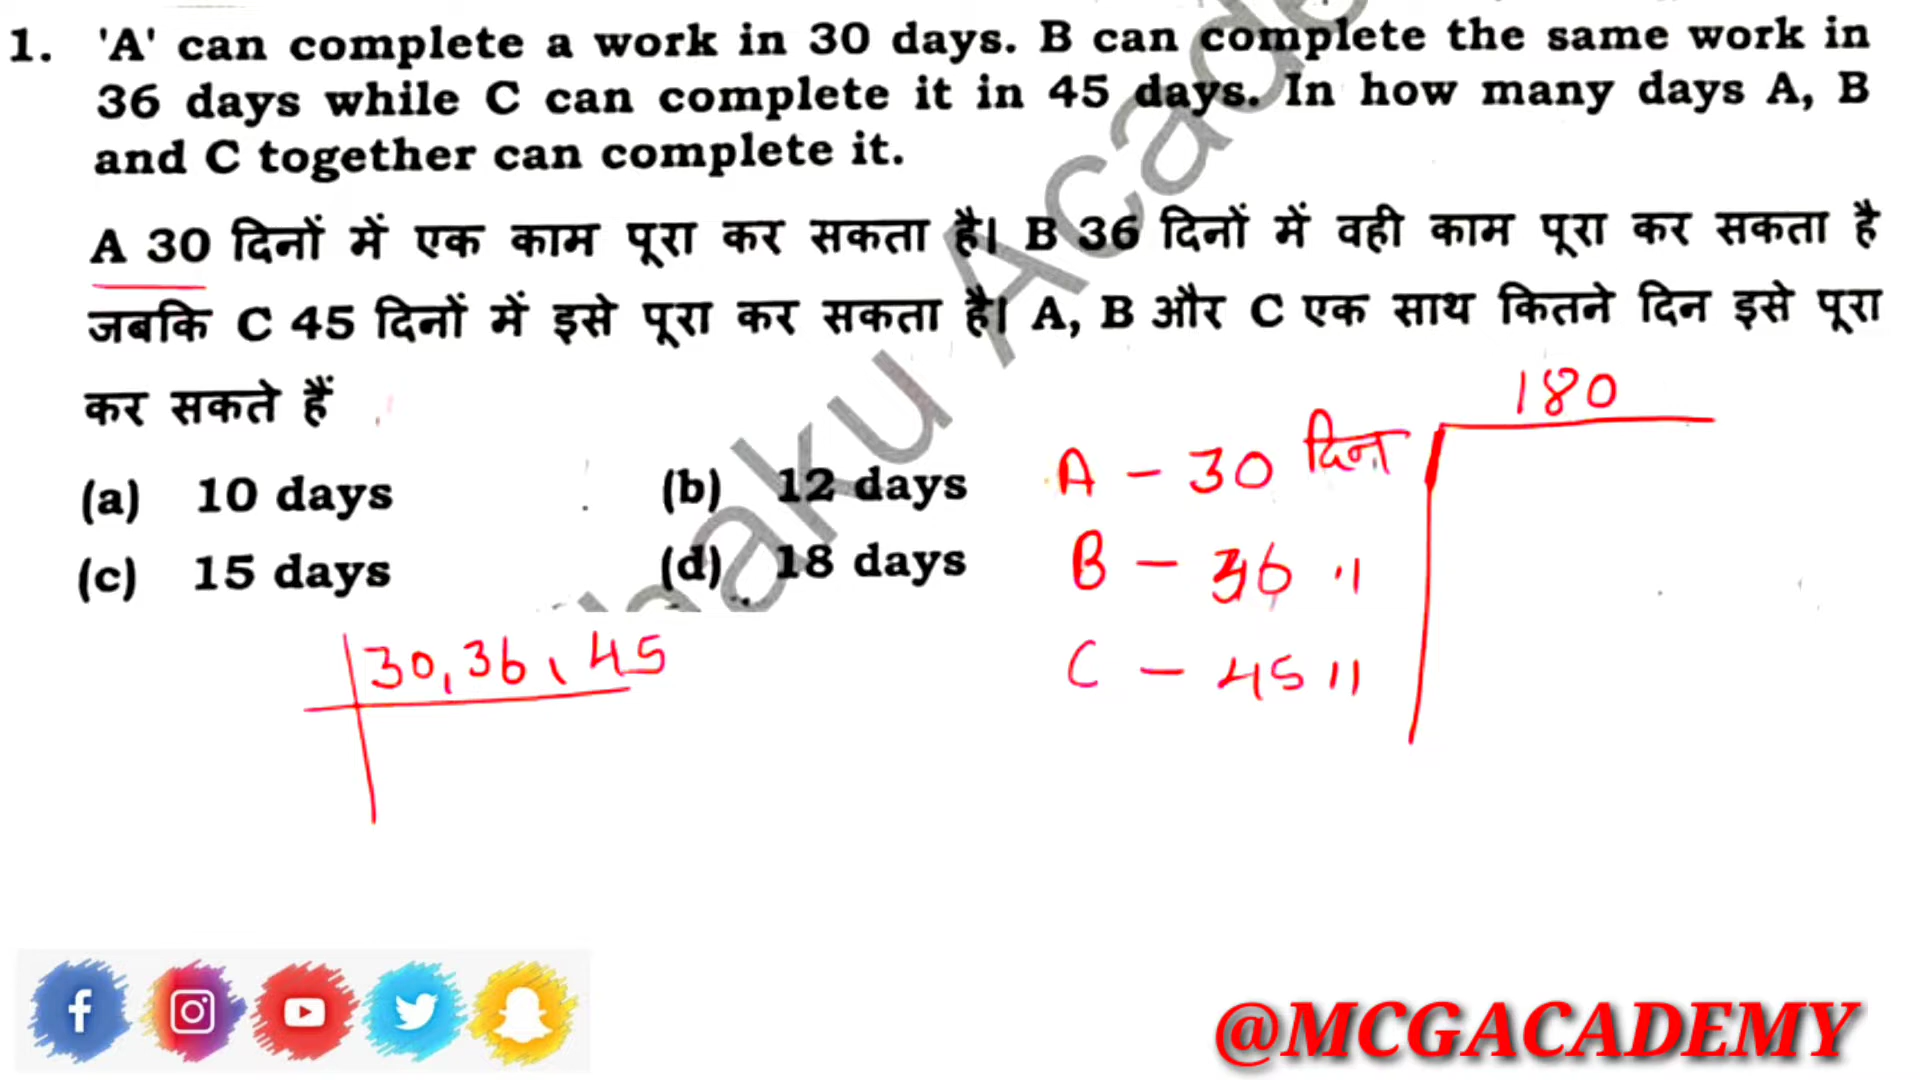 1. 'A' can complete a work in 30 days. B can complete the same work in
36 days while C can complete it in 45 days. In how many days A, B
and C together can complete it.
A 30 दिनों में एक काम पूरा कर सकता है। B 36 दिनों में वही काम पूरा कर सकता है
जबकि C 45 दिनों में इसे पूरा कर सकता है। A, B और C एक साथ कितने दिन इसे पूरा
कर सकते हैं
(a) 10 days (b) 12 days
(c) 15 days (d) 18 days
180
A - 30 दिन
B - 36 "
C - 45 "
30, 36, 45
aku Acade
@MCGACADEMY